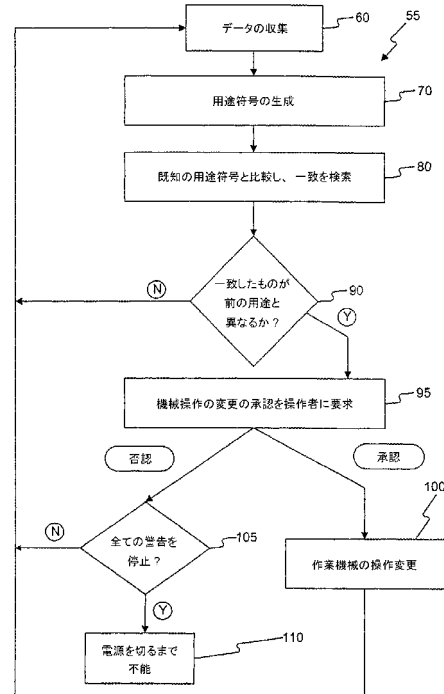 データの収集
60
55
用途符号の生成
70
既知の用途符号と比較し、一致を検索
80
一致したものが
前の用途と
異なるか？
90
N
Y
機械操作の変更の承認を操作者に要求
95
否認
承認
100
全ての警告を
停止？
105
N
作業機械の操作変更
Y
電源を切るまで
不能
110